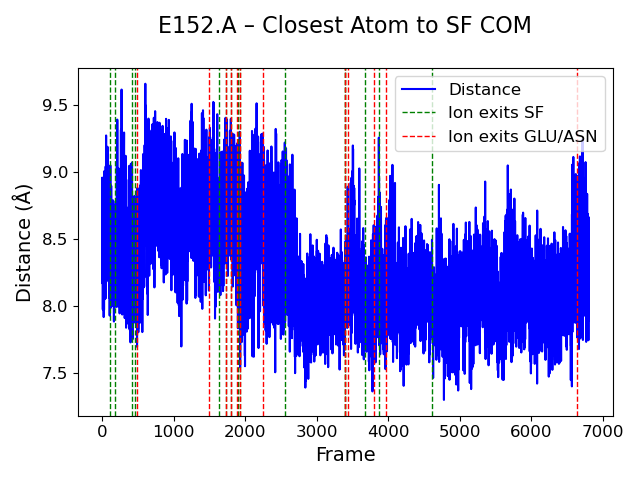 E152.A – Closest Atom to SF COM
Distance
Ion exits SF
Ion exits GLU/ASN
Distance (Å)
9.5
9.0
8.5
8.0
7.5
0 1000 2000 3000 4000 5000 6000 7000
Frame